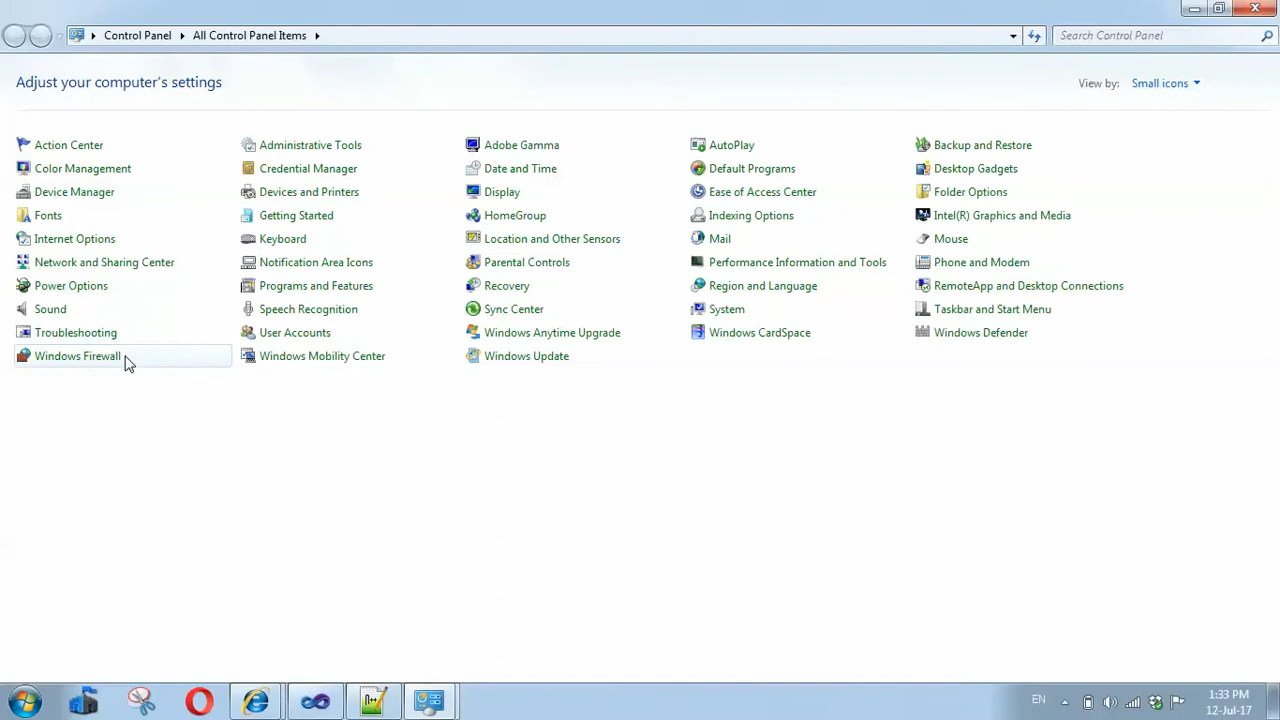 Control Panel All Control Panel Items Search Control Panel
Adjust your computer's settings View by: Small icons
Action Center Administrative Tools Adobe Gamma AutoPlay Backup and Restore
Color Management Credential Manager Date and Time Default Programs Desktop Gadgets
Device Manager Devices and Printers Display Ease of Access Center Folder Options
Fonts Getting Started HomeGroup Indexing Options Intel(R) Graphics and Media
Internet Options Keyboard Location and Other Sensors Mail Mouse
Network and Sharing Center Notification Area Icons Parental Controls Performance Information and Tools Phone and Modem
Power Options Programs and Features Recovery Region and Language RemoteApp and Desktop Connections
Sound Speech Recognition Sync Center System Taskbar and Start Menu
Troubleshooting User Accounts Windows Anytime Upgrade Windows CardSpace Windows Defender
Windows Firewall Windows Mobility Center Windows Update
EN 1:33 PM
12-Jul-17